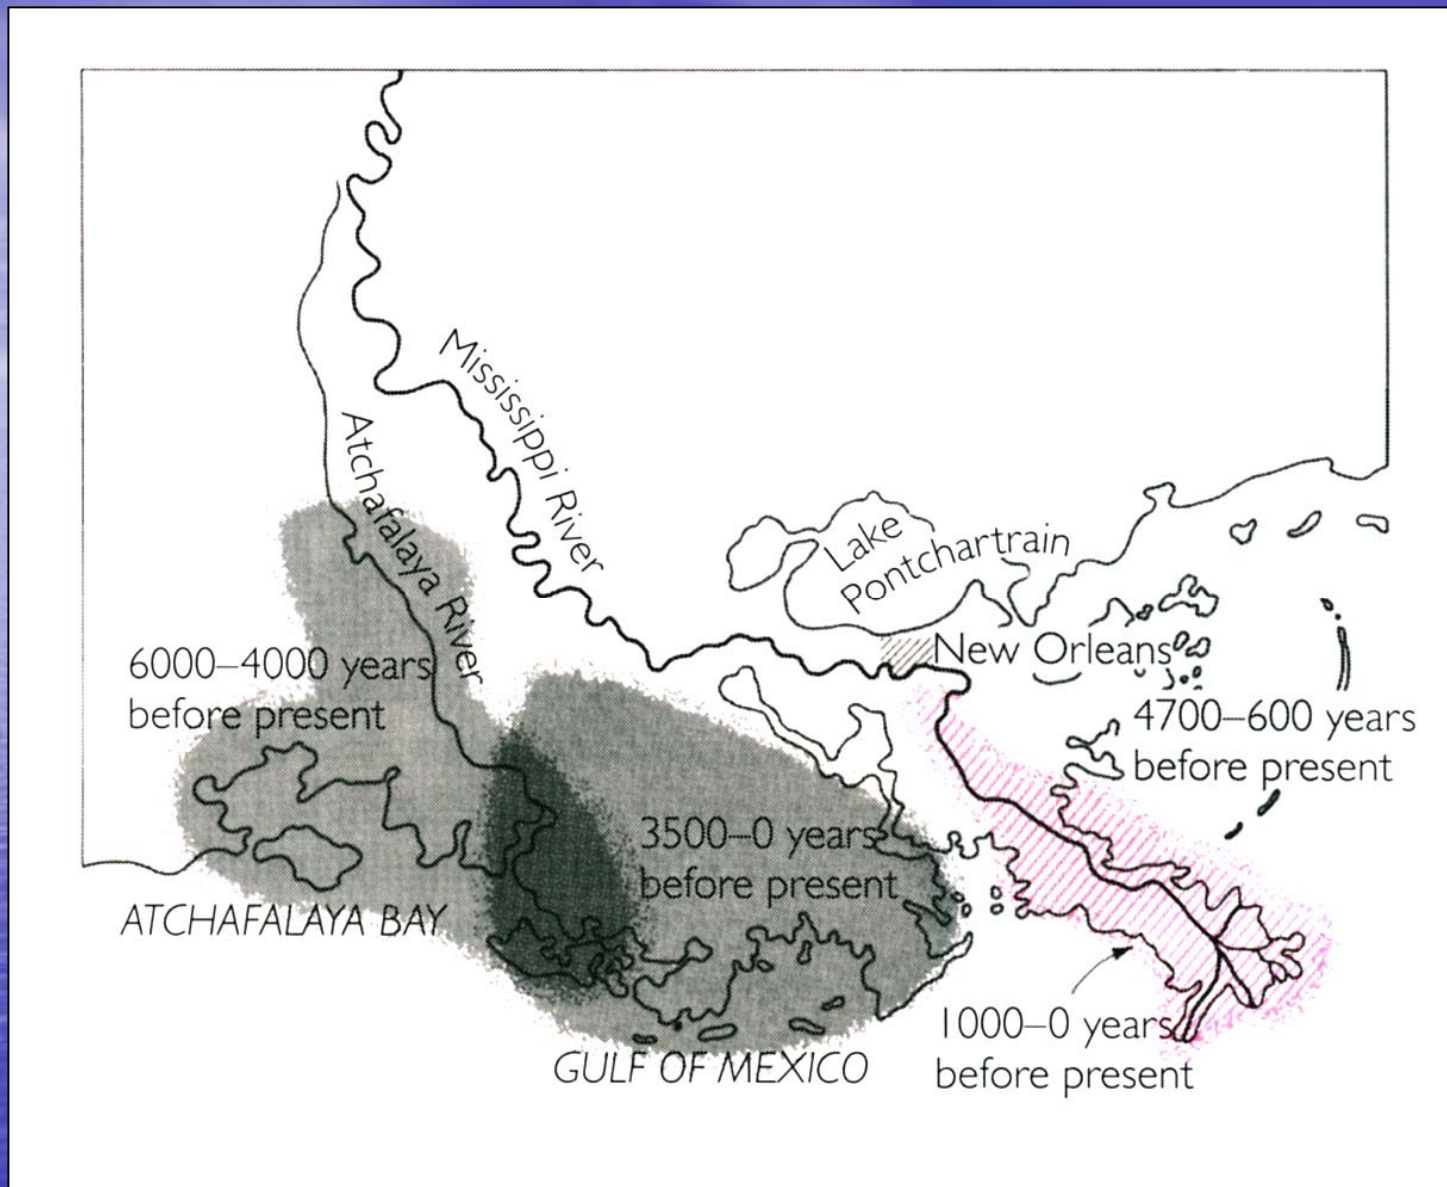 Mississippi River
Atchafalaya River
Lake
Pontchartrain
New Orleans
6000–4000 years
before present
4700–600 years
before present
3500–0 years
before present
ATCHAFALAYA BAY
1000–0 years
before present
GULF OF MEXICO